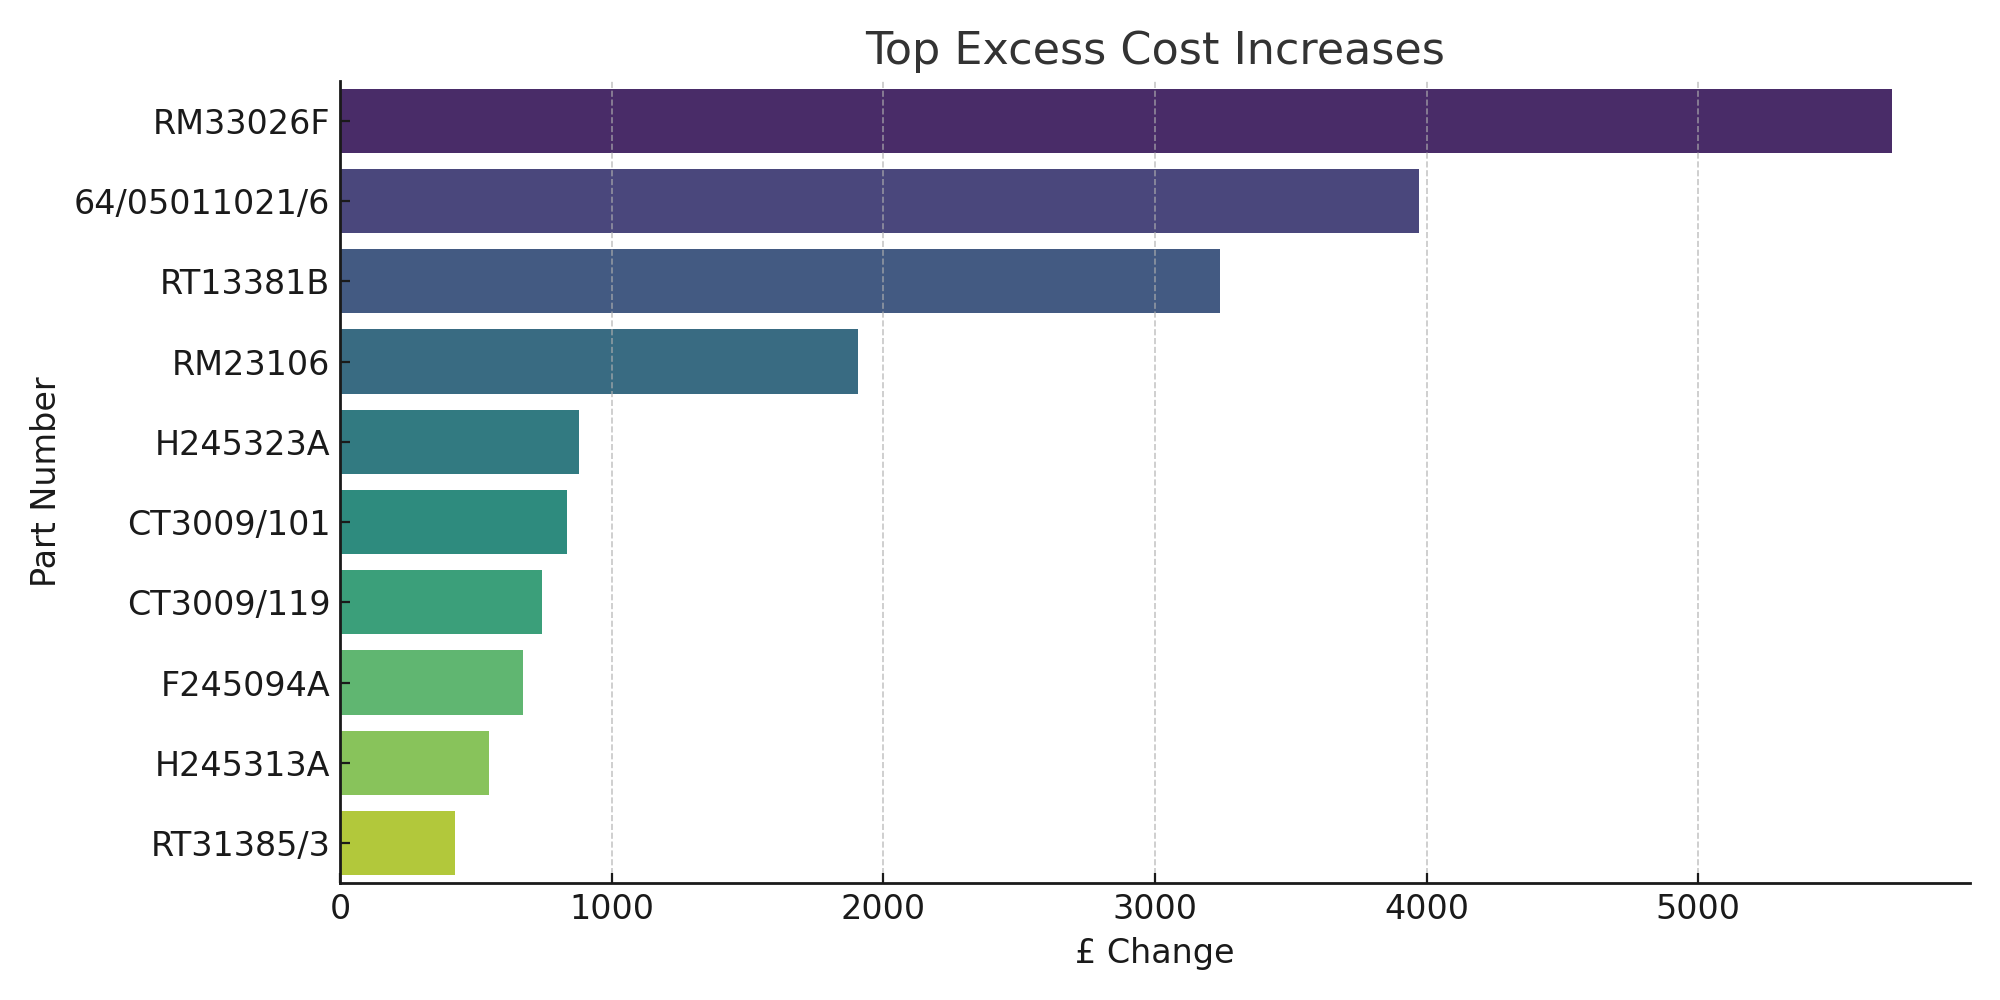 Top Excess Cost Increases
RM33026F
64/05011021/6
RT13381B
RM23106
H245323A
CT3009/101
CT3009/119
F245094A
H245313A
RT31385/3
Part Number
0 1000 2000 3000 4000 5000
£ Change